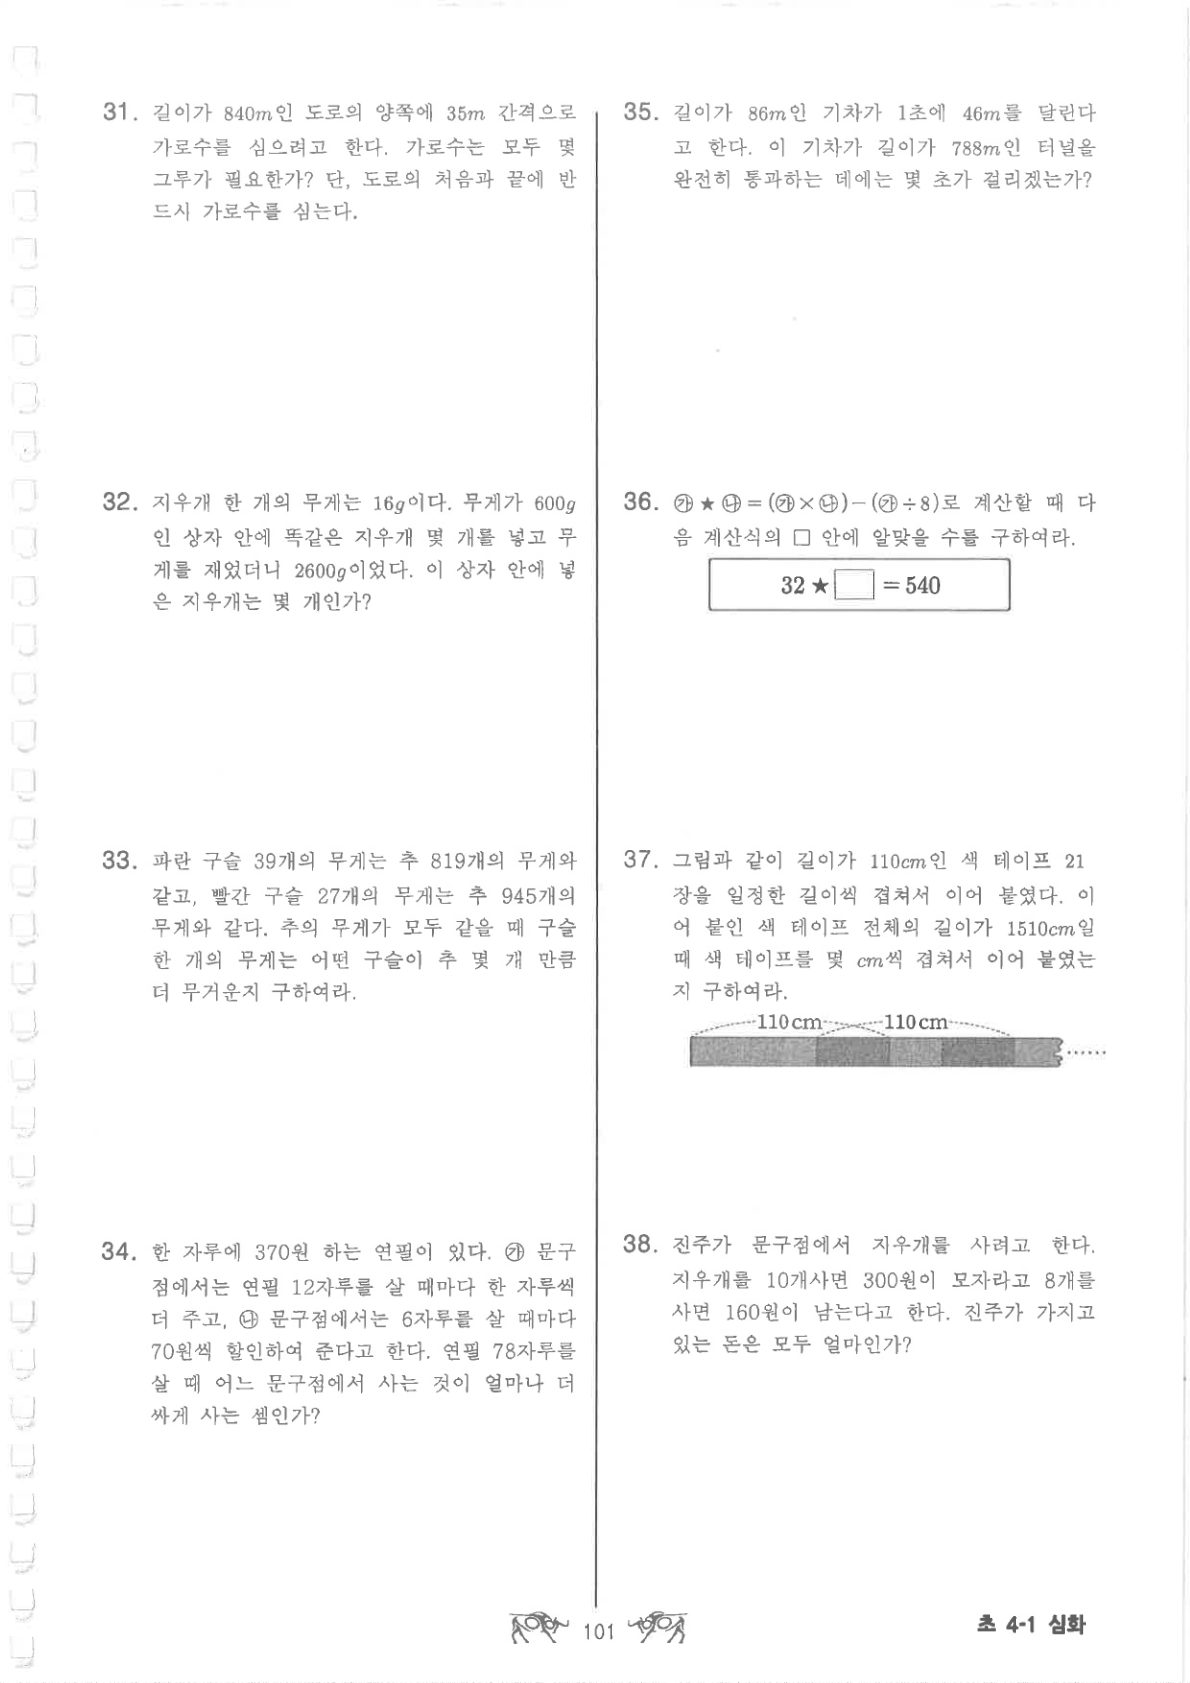 31. 길이가 840m인 도로의 양쪽에 35m 간격으로
가로수를 심으려고 한다. 가로수는 모두 몇
그루가 필요한가? 단, 도로의 처음과 끝에 반
드시 가로수를 심는다.
32. 지우개 한 개의 무게는 16g이다. 무게가 600g
인 상자 안에 똑같은 지우개 몇 개를 넣고 무
게를 재었더니 2600g이었다. 이 상자 안에 넣
은 지우개는 몇 개인가?
33. 파란 구슬 39개의 무게는 추 819개의 무게와
같고, 빨간 구슬 27개의 무게는 추 945개의
무게와 같다. 추의 무게가 모두 같을 때 구슬
한 개의 무게는 어떤 구슬이 추 몇 개 만큼
더 무거운지 구하여라.
34. 한 자루에 370원 하는 연필이 있다. ㉮ 문구
점에서는 연필 12자루를 살 때마다 한 자루씩
더 주고, ㉯ 문구점에서는 6자루를 살 때마다
70원씩 할인하여 준다고 한다. 연필 78자루를
살 때 어느 문구점에서 사는 것이 얼마나 더
싸게 사는 셈인가?
35. 길이가 86m인 기차가 1초에 46m를 달린다
고 한다. 이 기차가 길이가 788m인 터널을
완전히 통과하는 데에는 몇 초가 걸리겠는가?
36. ㉮★㉯=(㉮×㉯)-(㉮÷8)로 계산할 때 다
음 계산식의 □ 안에 알맞을 수를 구하여라.
32★□=540
37. 그림과 같이 길이가 110cm인 색 테이프 21
장을 일정한 길이씩 겹쳐서 이어 붙였다. 이
어 붙인 색 테이프 전체의 길이가 1510cm일
때 색 테이프를 몇 cm씩 겹쳐서 이어 붙였는
지 구하여라.
110cm 110cm
……
38. 진주가 문구점에서 지우개를 사려고 한다.
지우개를 10개사면 300원이 모자라고 8개를
사면 160원이 남는다고 한다. 진주가 가지고
있는 돈은 모두 얼마인가?
101
초 4-1 심화